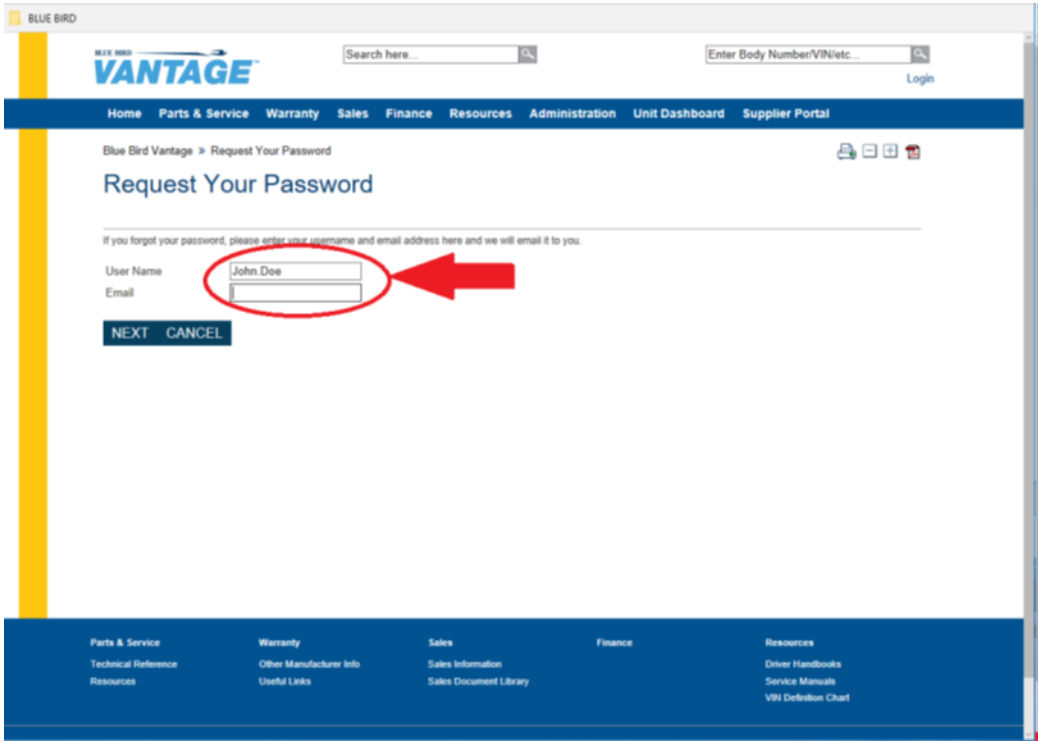 BLUE BIRD
BLUE BIRD
VANTAGE
Search here...
Enter Body Number/VIN/etc...
Login
Home Parts & Service Warranty Sales Finance Resources Administration Unit Dashboard Supplier Portal
Blue Bird Vantage » Request Your Password
Request Your Password
If you forgot your password, please enter your username and email address here and we will email it to you.
User Name John.Doe
Email
NEXT CANCEL
Parts & Service Warranty Sales Finance Resources
Technical Reference Other Manufacturer Info Sales Information Driver Handbooks
Resources Useful Links Sales Document Library Service Manuals
VIN Definition Chart